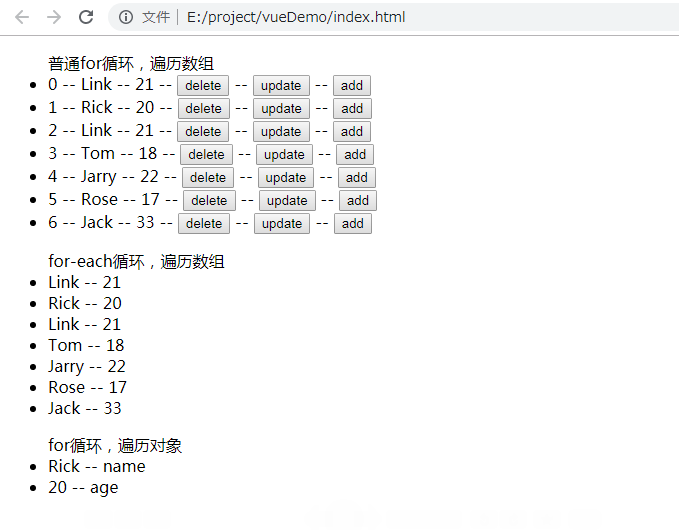 文件 E:/project/vueDemo/index.html
普通for循环，遍历数组
0 -- Link -- 21 -- delete -- update -- add
1 -- Rick -- 20 -- delete -- update -- add
2 -- Link -- 21 -- delete -- update -- add
3 -- Tom -- 18 -- delete -- update -- add
4 -- Jarry -- 22 -- delete -- update -- add
5 -- Rose -- 17 -- delete -- update -- add
6 -- Jack -- 33 -- delete -- update -- add
for-each循环，遍历数组
Link -- 21
Rick -- 20
Link -- 21
Tom -- 18
Jarry -- 22
Rose -- 17
Jack -- 33
for循环，遍历对象
Rick -- name
20 -- age